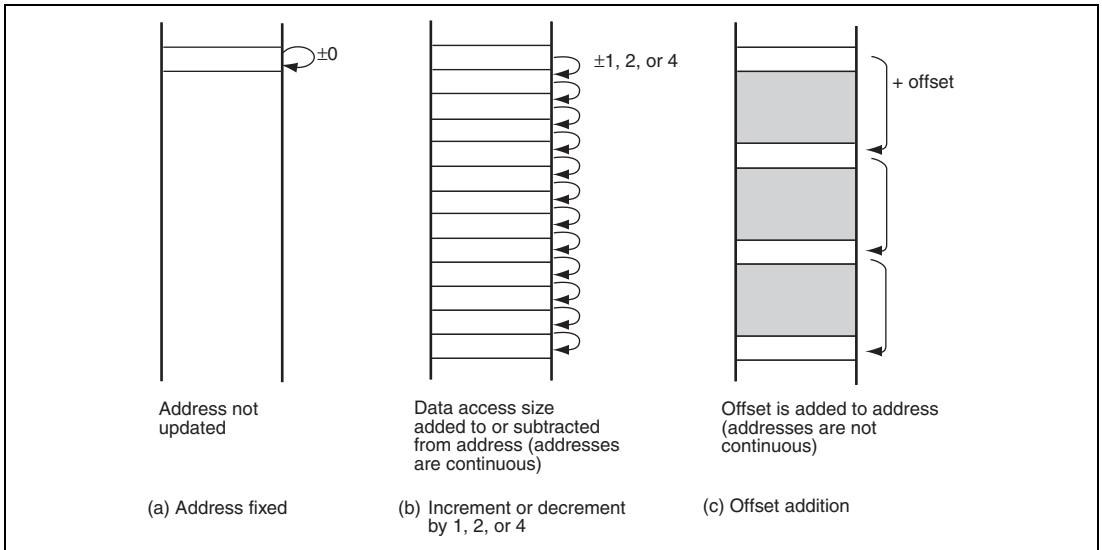 ±0
±1, 2, or 4
+ offset
Address not
updated
Data access size
added to or subtracted
from address (addresses
are continuous)
Offset is added to address
(addresses are not
continuous)
(a) Address fixed
(b) Increment or decrement
by 1, 2, or 4
(c) Offset addition